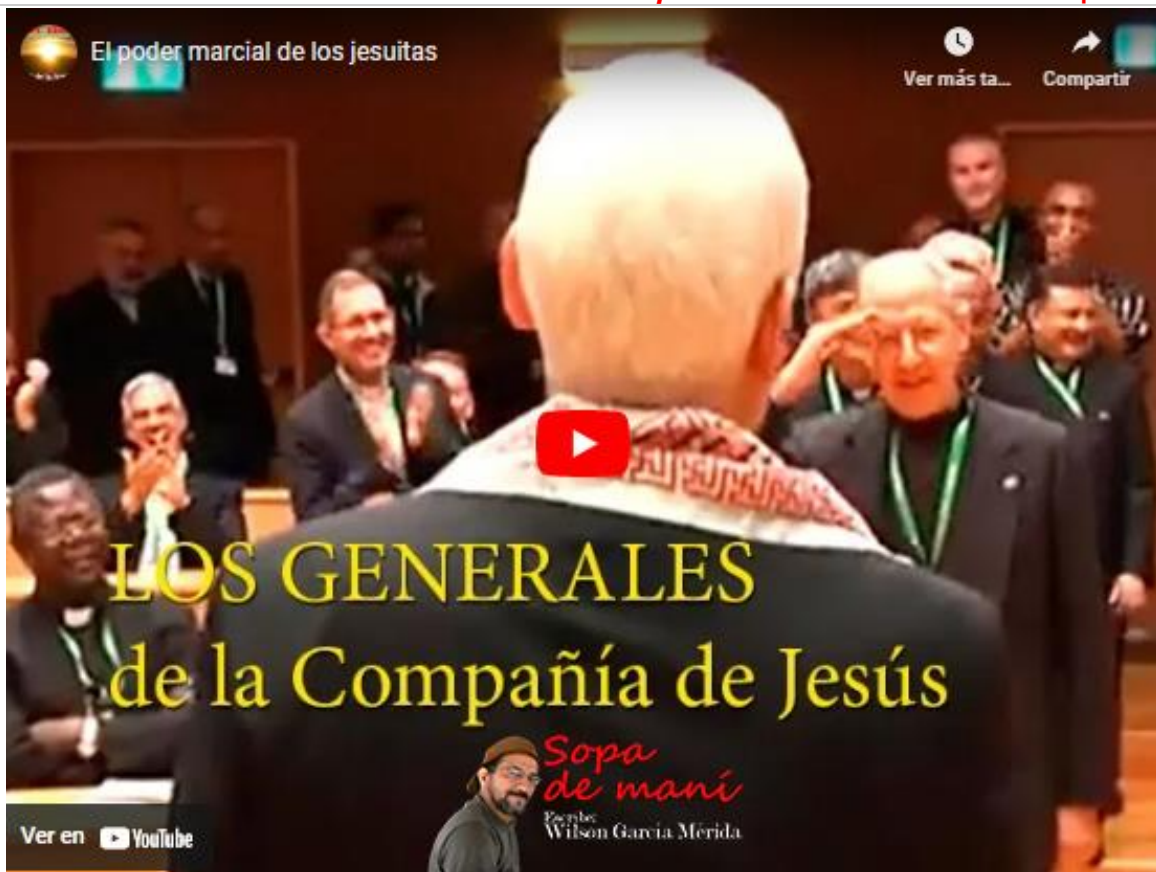 El poder marcial de los jesuitas
Ver más ta...
Compartir
LOS GENERALES
de la Compañía de Jesús
Sopa
de maní
Escribe:
Wilson García Mérida
Ver en YouTube